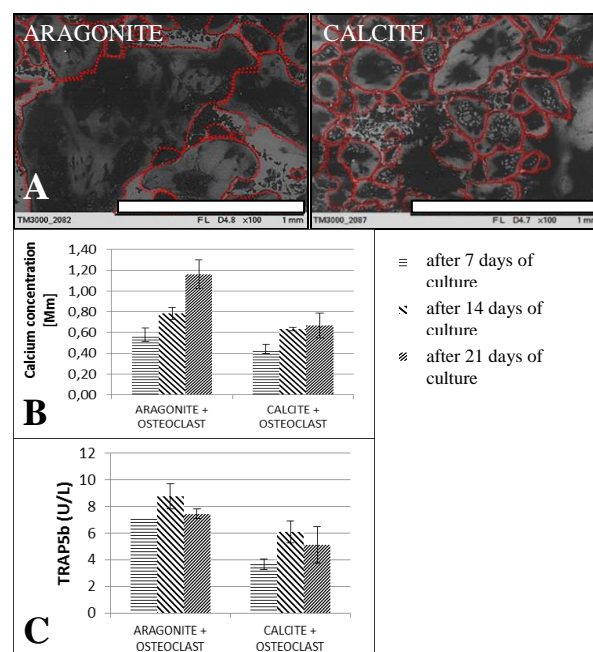 ARAGONITE
CALCITE
A
TM3000_2082 FL D4.8 x100 1 mm
TM3000_2087 FL D4.7 x100 1 mm
B
Calcium concentration
[Mm]
1,40
1,20
1,00
0,80
0,60
0,40
0,20
0,00
ARAGONITE +
OSTEOCLAST
CALCITE +
OSTEOCLAST
after 7 days of
culture
after 14 days of
culture
after 21 days of
culture
C
TRAP5b (U/L)
12
10
8
6
4
2
0
ARAGONITE +
OSTEOCLAST
CALCITE +
OSTEOCLAST